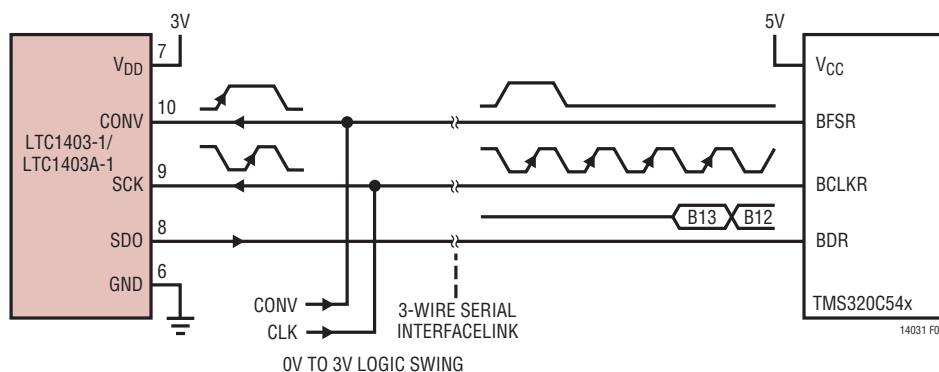 3V
5V
7
VDD
VCC
10
CONV
BFSR
LTC1403-1/
LTC1403A-1
9
SCK
BCLKR
B13
B12
8
SDO
BDR
6
GND
CONV
3-WIRE SERIAL
INTERFACELINK
CLK
TMS320C54x
14031 F0
0V TO 3V LOGIC SWING